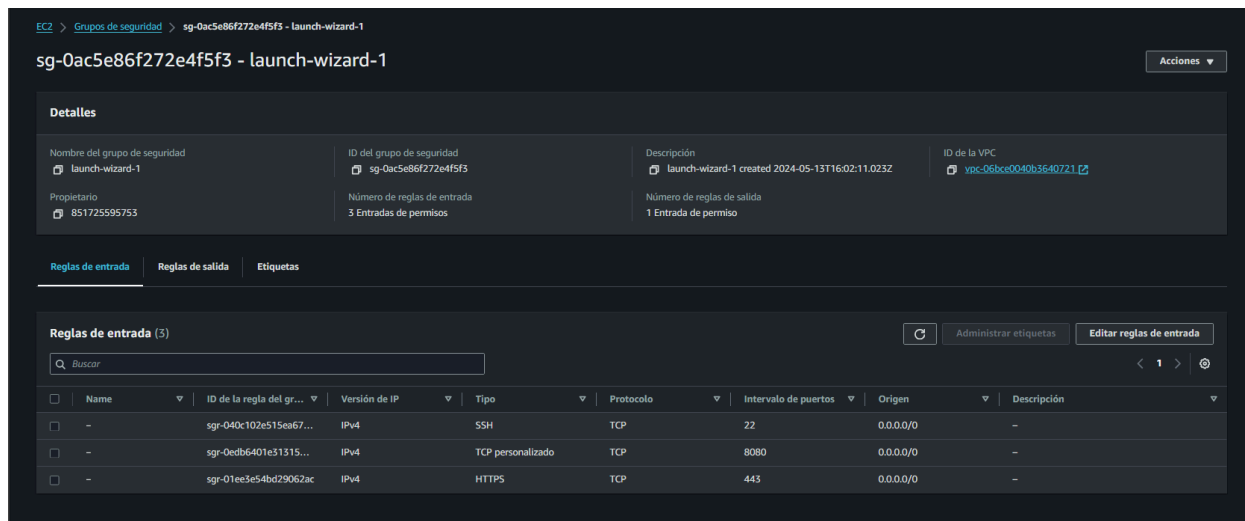 EC2 > Grupos de seguridad > sg-0ac5e86f272e4f5f3 - launch-wizard-1
sg-0ac5e86f272e4f5f3 - launch-wizard-1
Acciones
Detalles
Nombre del grupo de seguridad ID del grupo de seguridad Descripción ID de la VPC
launch-wizard-1 sg-0ac5e86f272e4f5f3 launch-wizard-1 created 2024-05-13T16:02:11.023Z vpc-06bce0040b3640721
Propietario Número de reglas de entrada Número de reglas de salida
851725595753 3 Entradas de permisos 1 Entrada de permiso
Reglas de entrada Reglas de salida Etiquetas
Reglas de entrada (3) Administrar etiquetas Editar reglas de entrada
Buscar < 1 >
Name ID de la regla del gr... Versión de IP Tipo Protocolo Intervalo de puertos Origen Descripción
– sgr-040c102e515ea67... IPv4 SSH TCP 22 0.0.0.0/0 –
– sgr-0edb6401e31315... IPv4 TCP personalizado TCP 8080 0.0.0.0/0 –
– sgr-01ee3e54bd29062ac IPv4 HTTPS TCP 443 0.0.0.0/0 –